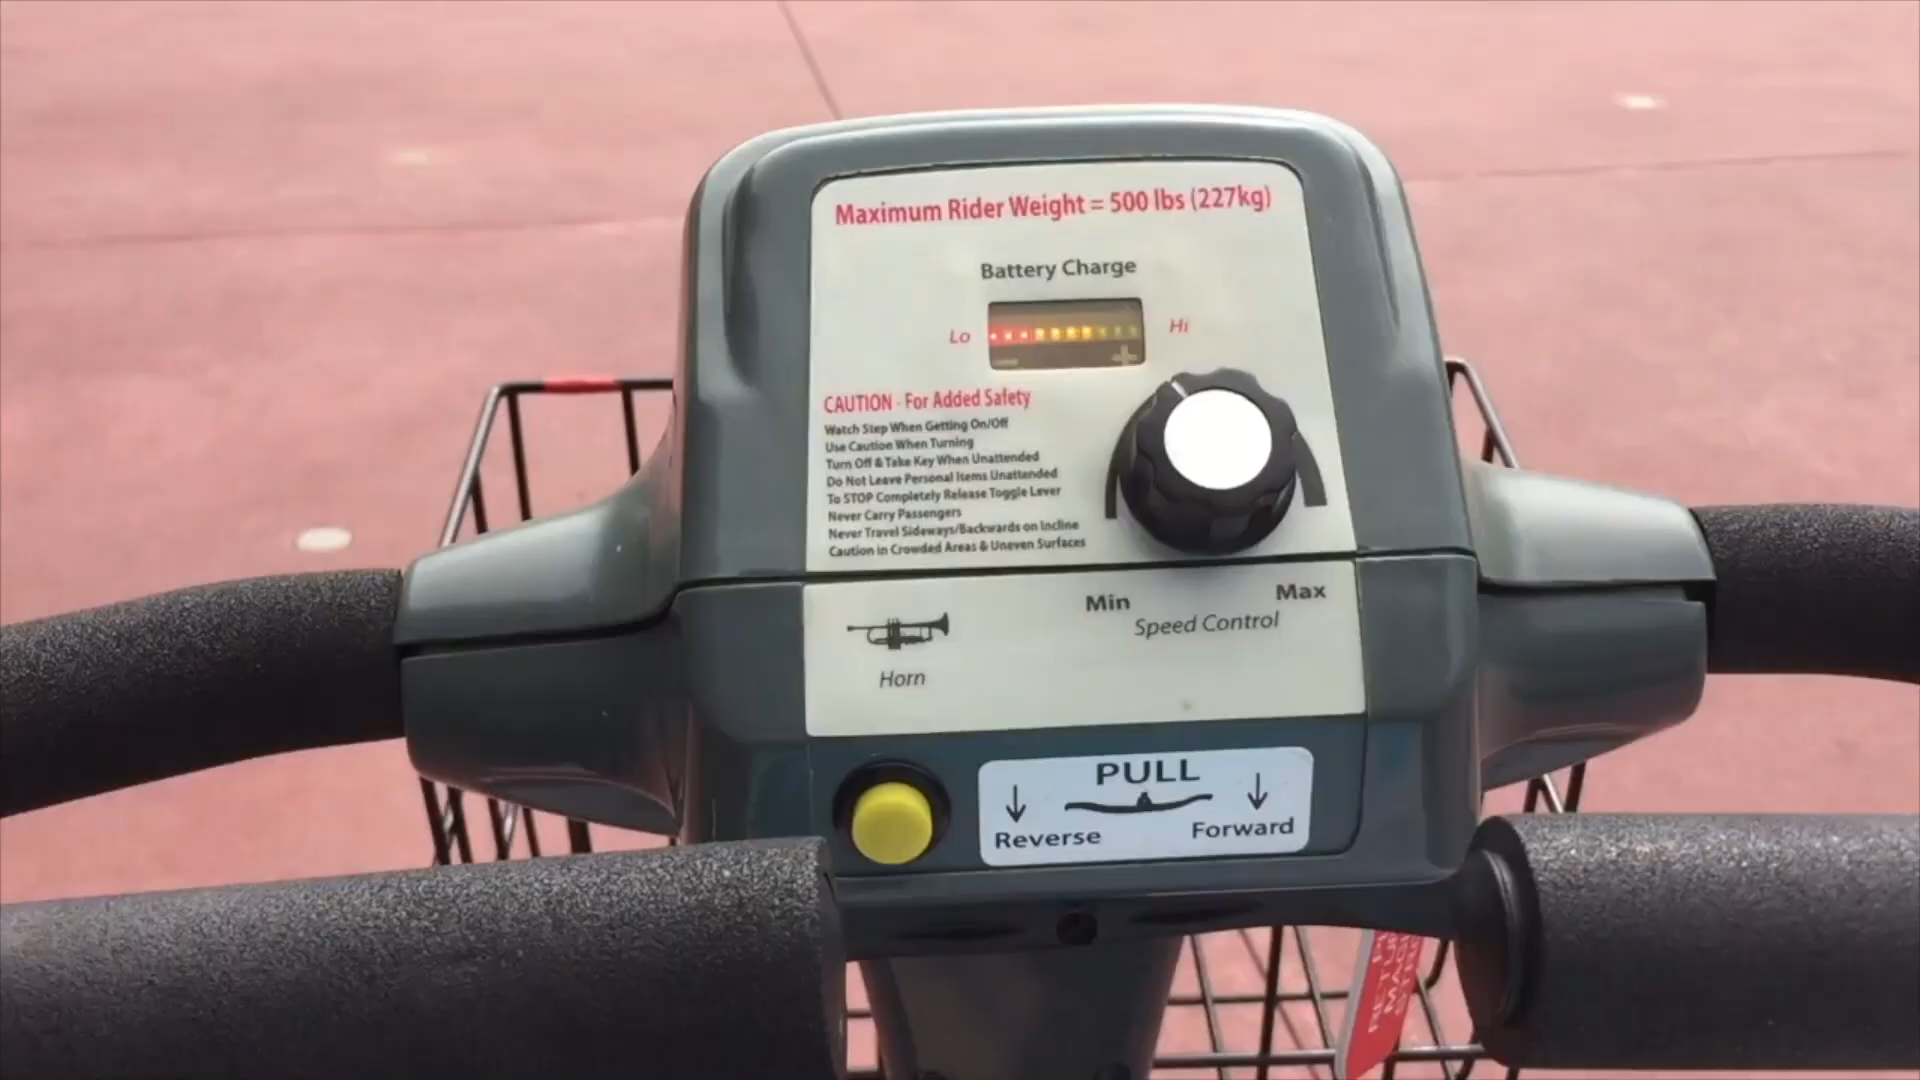 Maximum Rider Weight = 500 lbs (227kg)
Battery Charge
Lo
Hi
CAUTION - For Added Safety
Watch Step When Getting On/Off
Use Caution When Turning
Turn Off & Take Key When Unattended
Do Not Leave Personal Items Unattended
To STOP Completely Release Toggle Lever
Never Carry Passengers
Never Travel Sideways/Backwards on Incline
Caution in Crowded Areas & Uneven Surfaces
Min
Max
Speed Control
Horn
PULL
Reverse
Forward